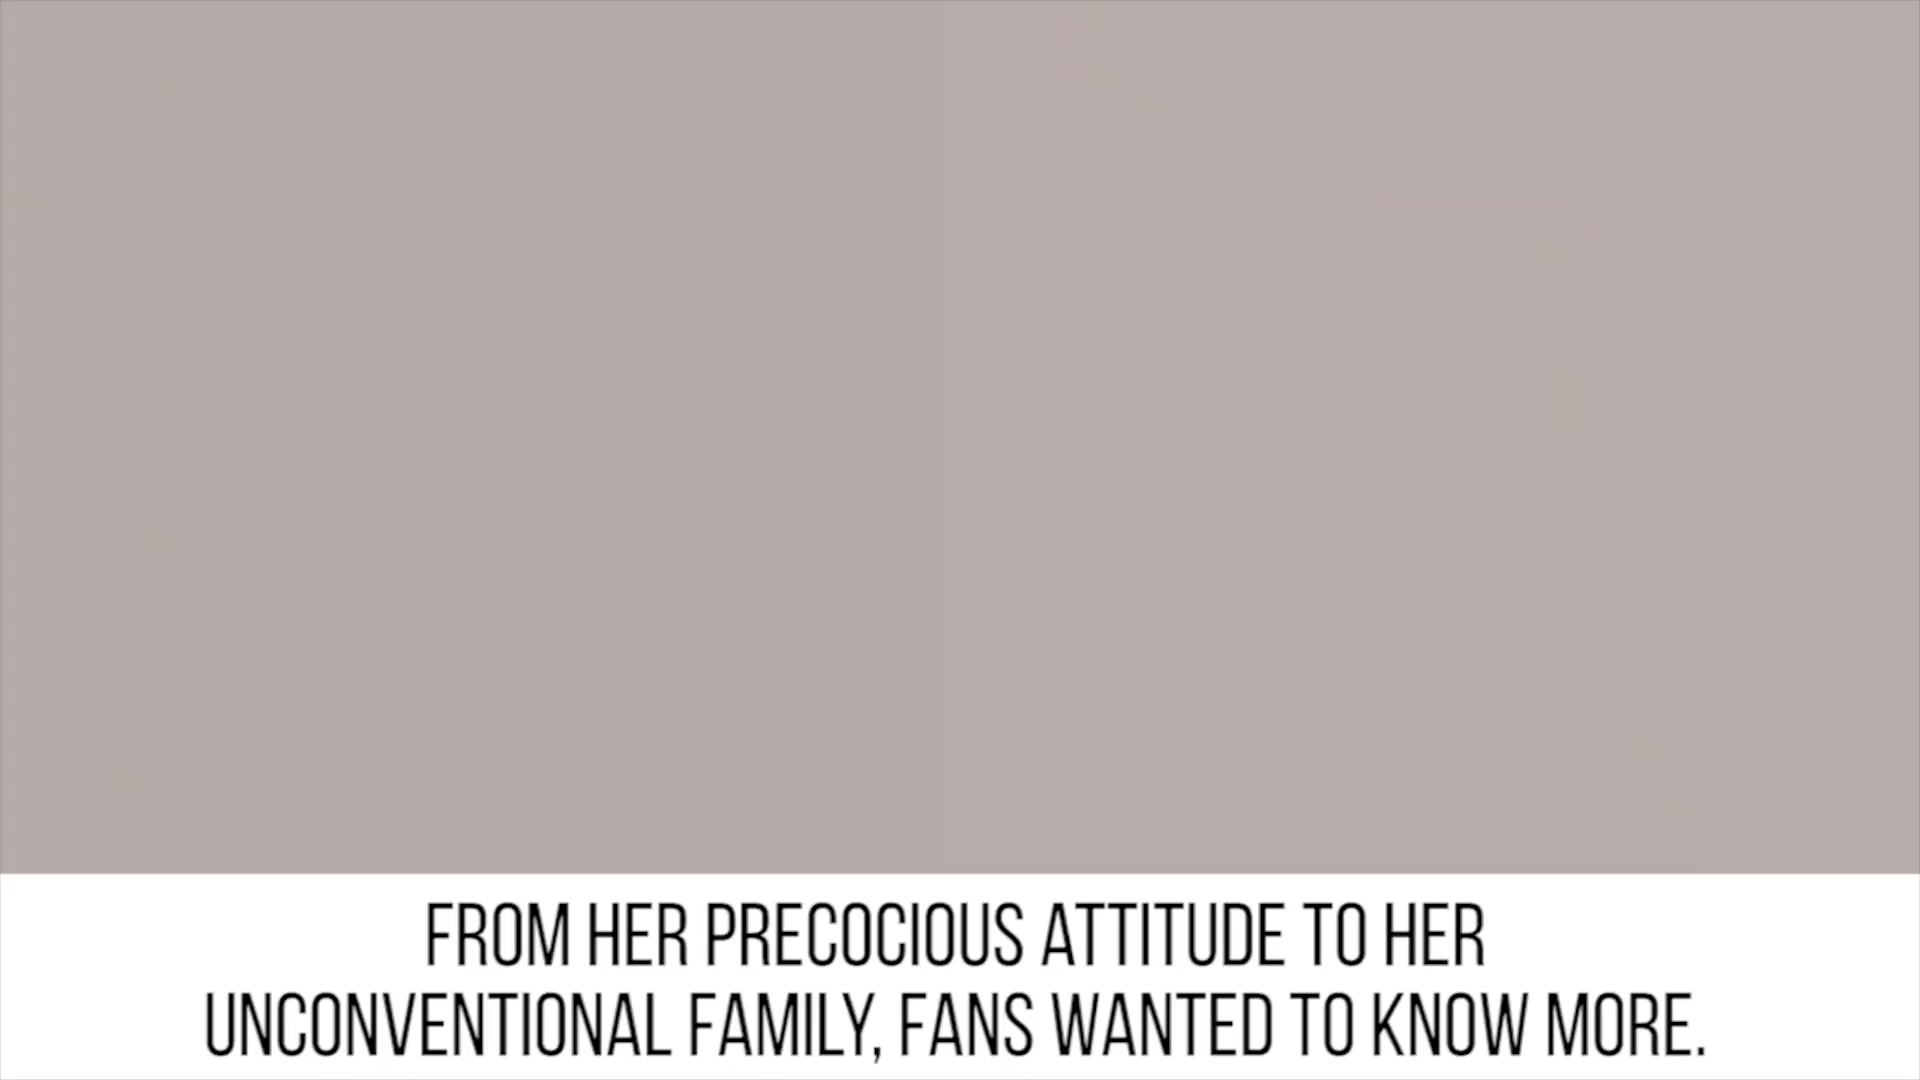 FROM HER PRECOCIOUS ATTITUDE TO HER
UNCONVENTIONAL FAMILY, FANS WANTED TO KNOW MORE.